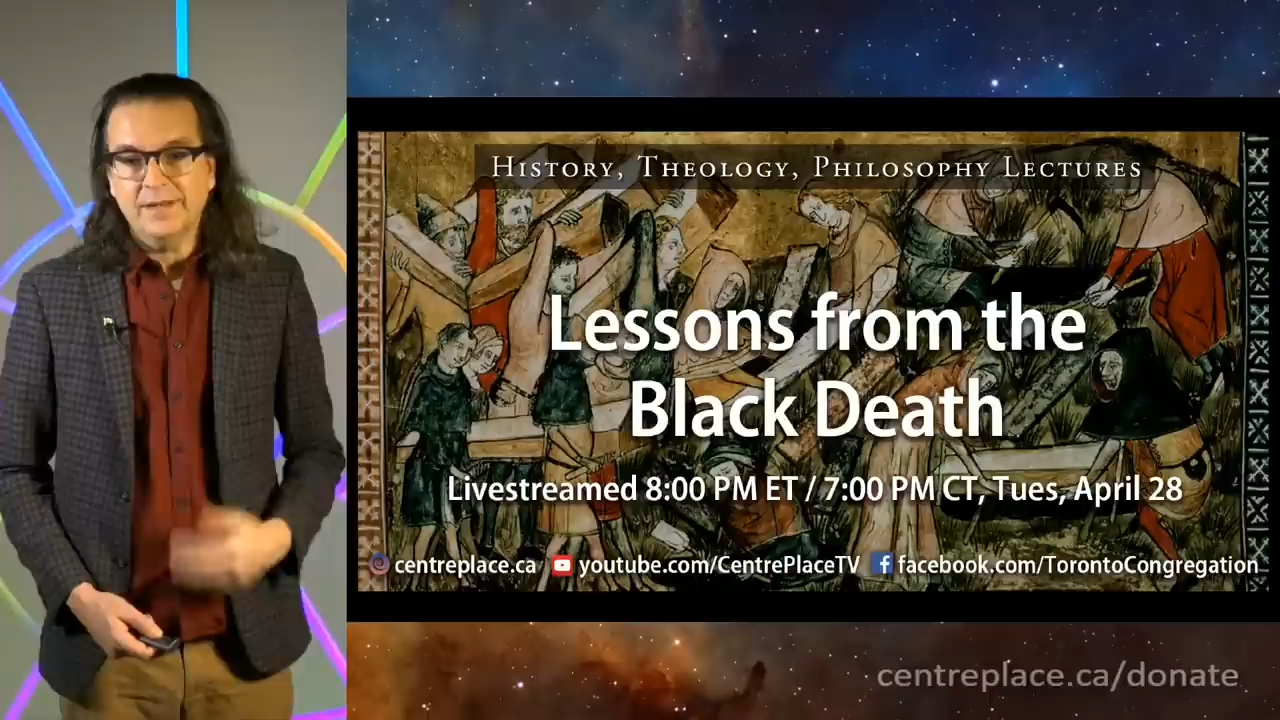 HISTORY, THEOLOGY, PHILOSOPHY LECTURES
Lessons from the
Black Death
Livestreamed 8:00 PM ET / 7:00 PM CT, Tues, April 28
centreplace.ca youtube.com/CentrePlaceTV facebook.com/TorontoCongregation
centreplace.ca/donate